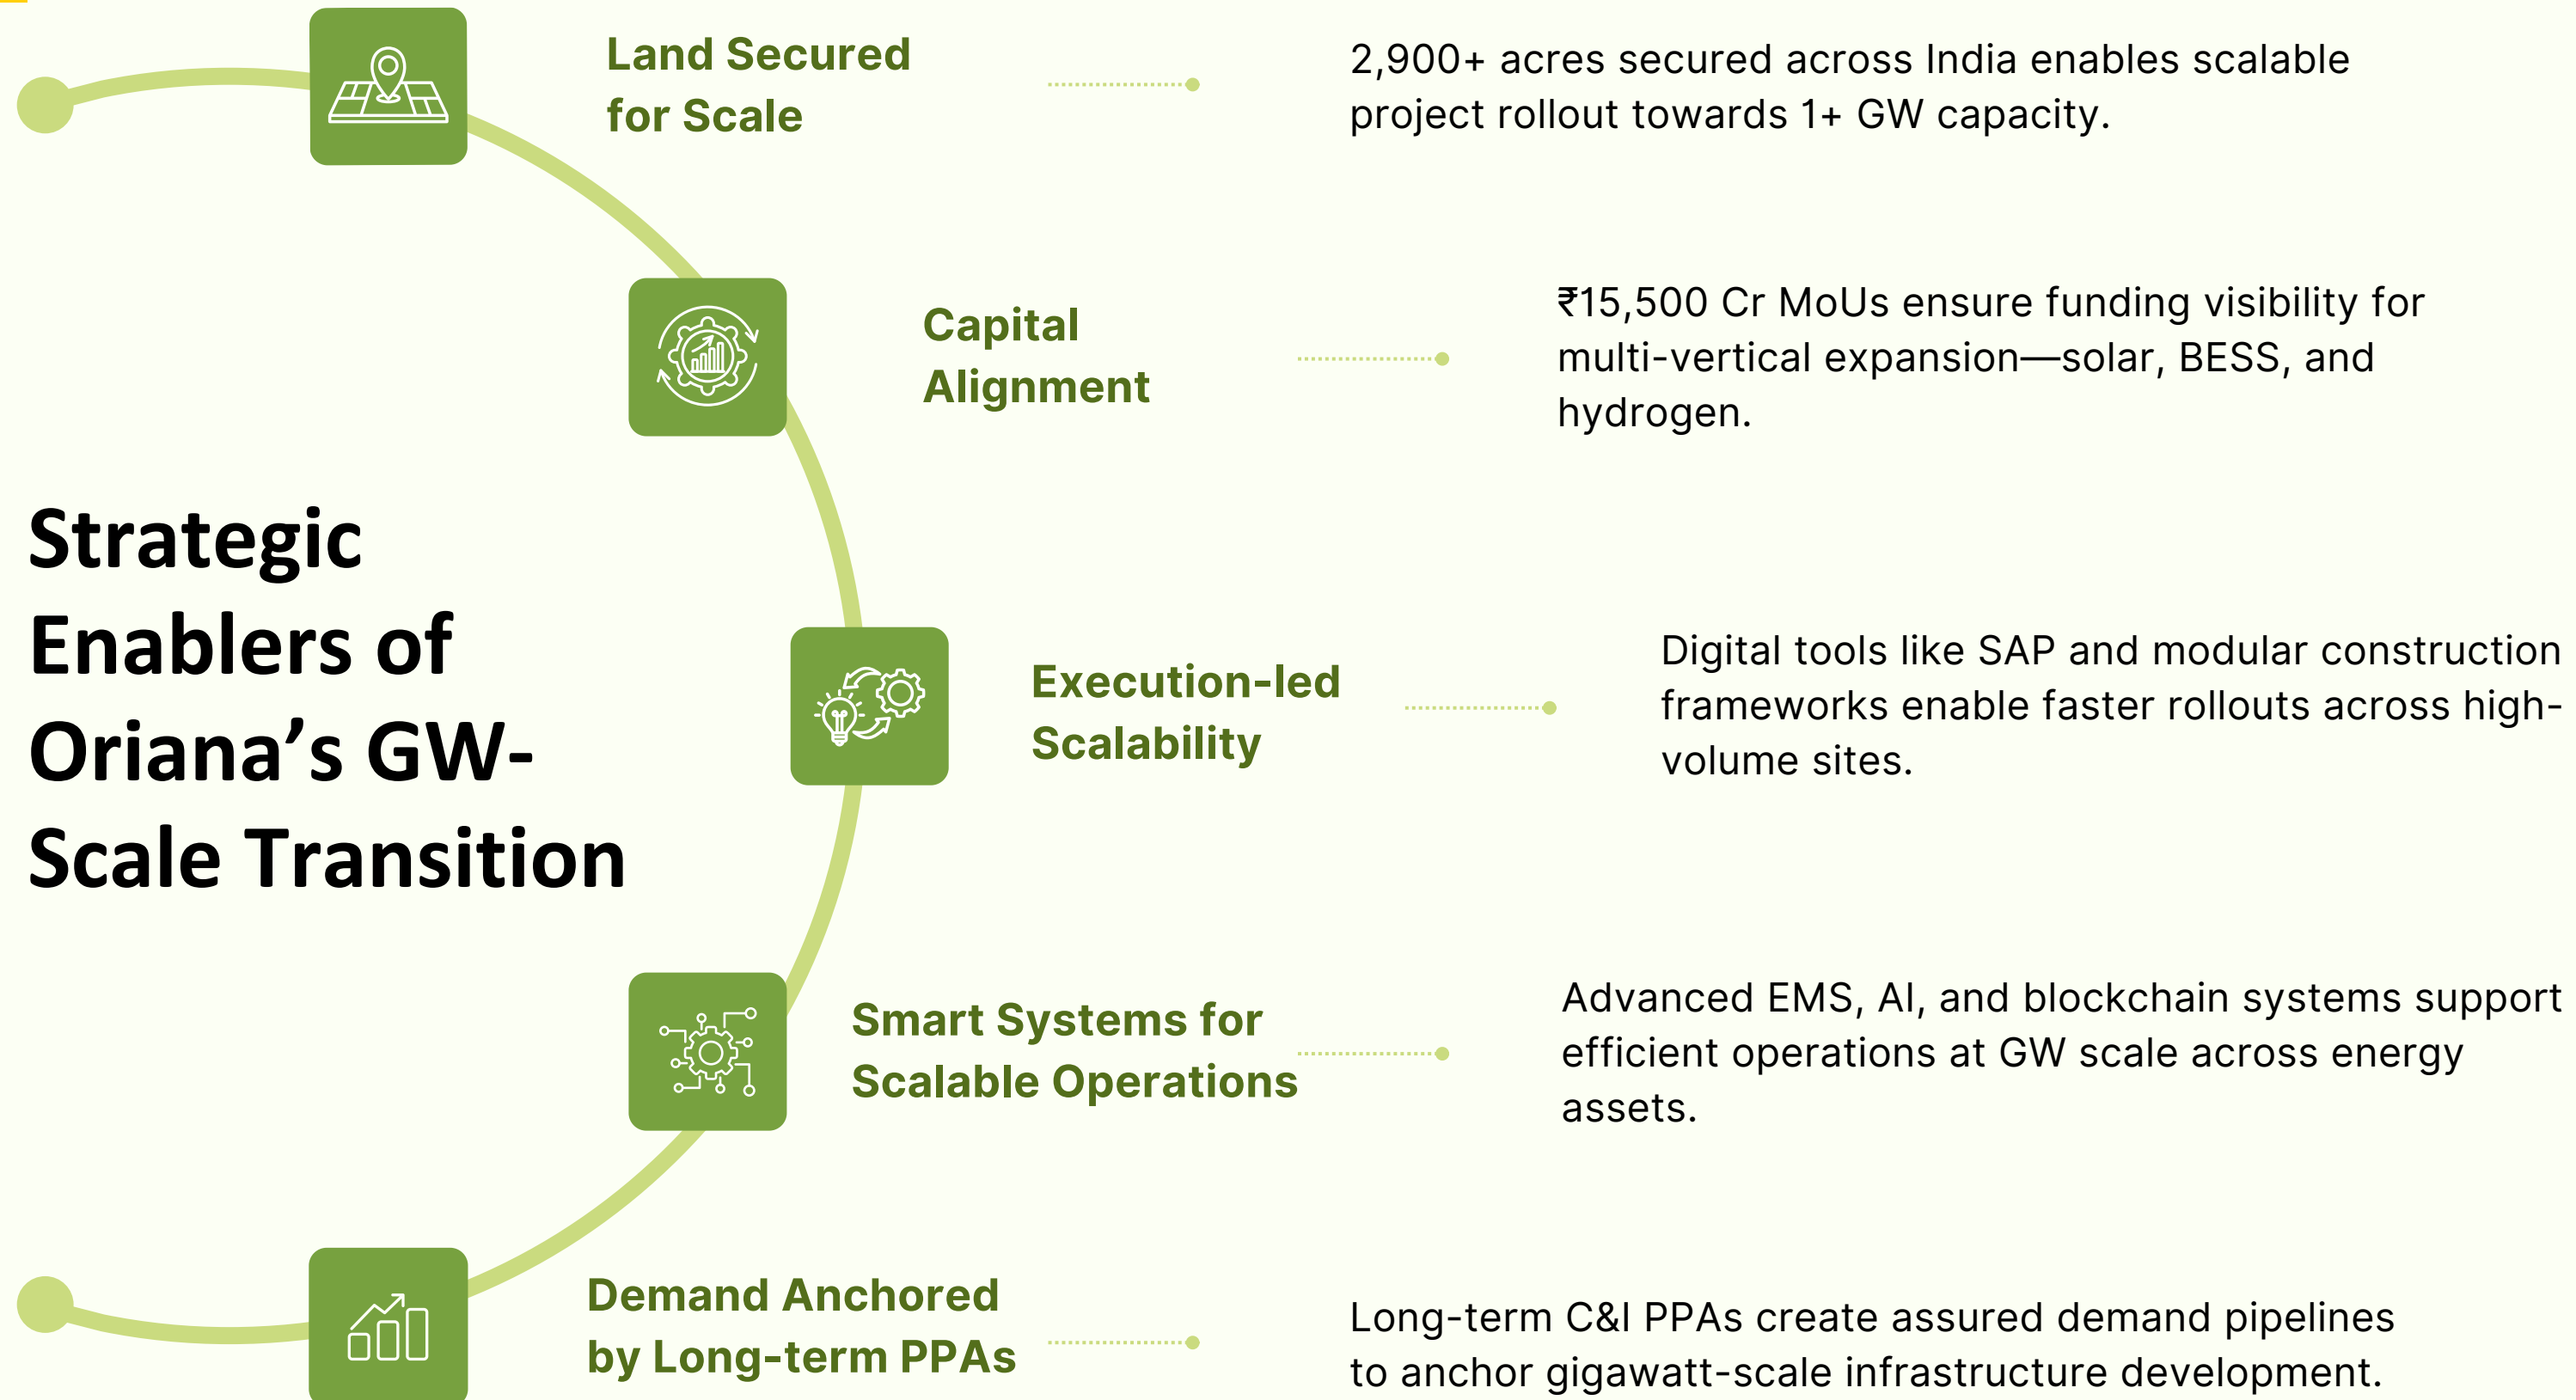 Strategic
Enablers of
Oriana’s GW-
Scale Transition
Land Secured
for Scale
2,900+ acres secured across India enables scalable
project rollout towards 1+ GW capacity.
Capital
Alignment
₹15,500 Cr MoUs ensure funding visibility for
multi-vertical expansion—solar, BESS, and
hydrogen.
Execution-led
Scalability
Digital tools like SAP and modular construction
frameworks enable faster rollouts across high-
volume sites.
Smart Systems for
Scalable Operations
Advanced EMS, AI, and blockchain systems support
efficient operations at GW scale across energy
assets.
Demand Anchored
by Long-term PPAs
Long-term C&I PPAs create assured demand pipelines
to anchor gigawatt-scale infrastructure development.